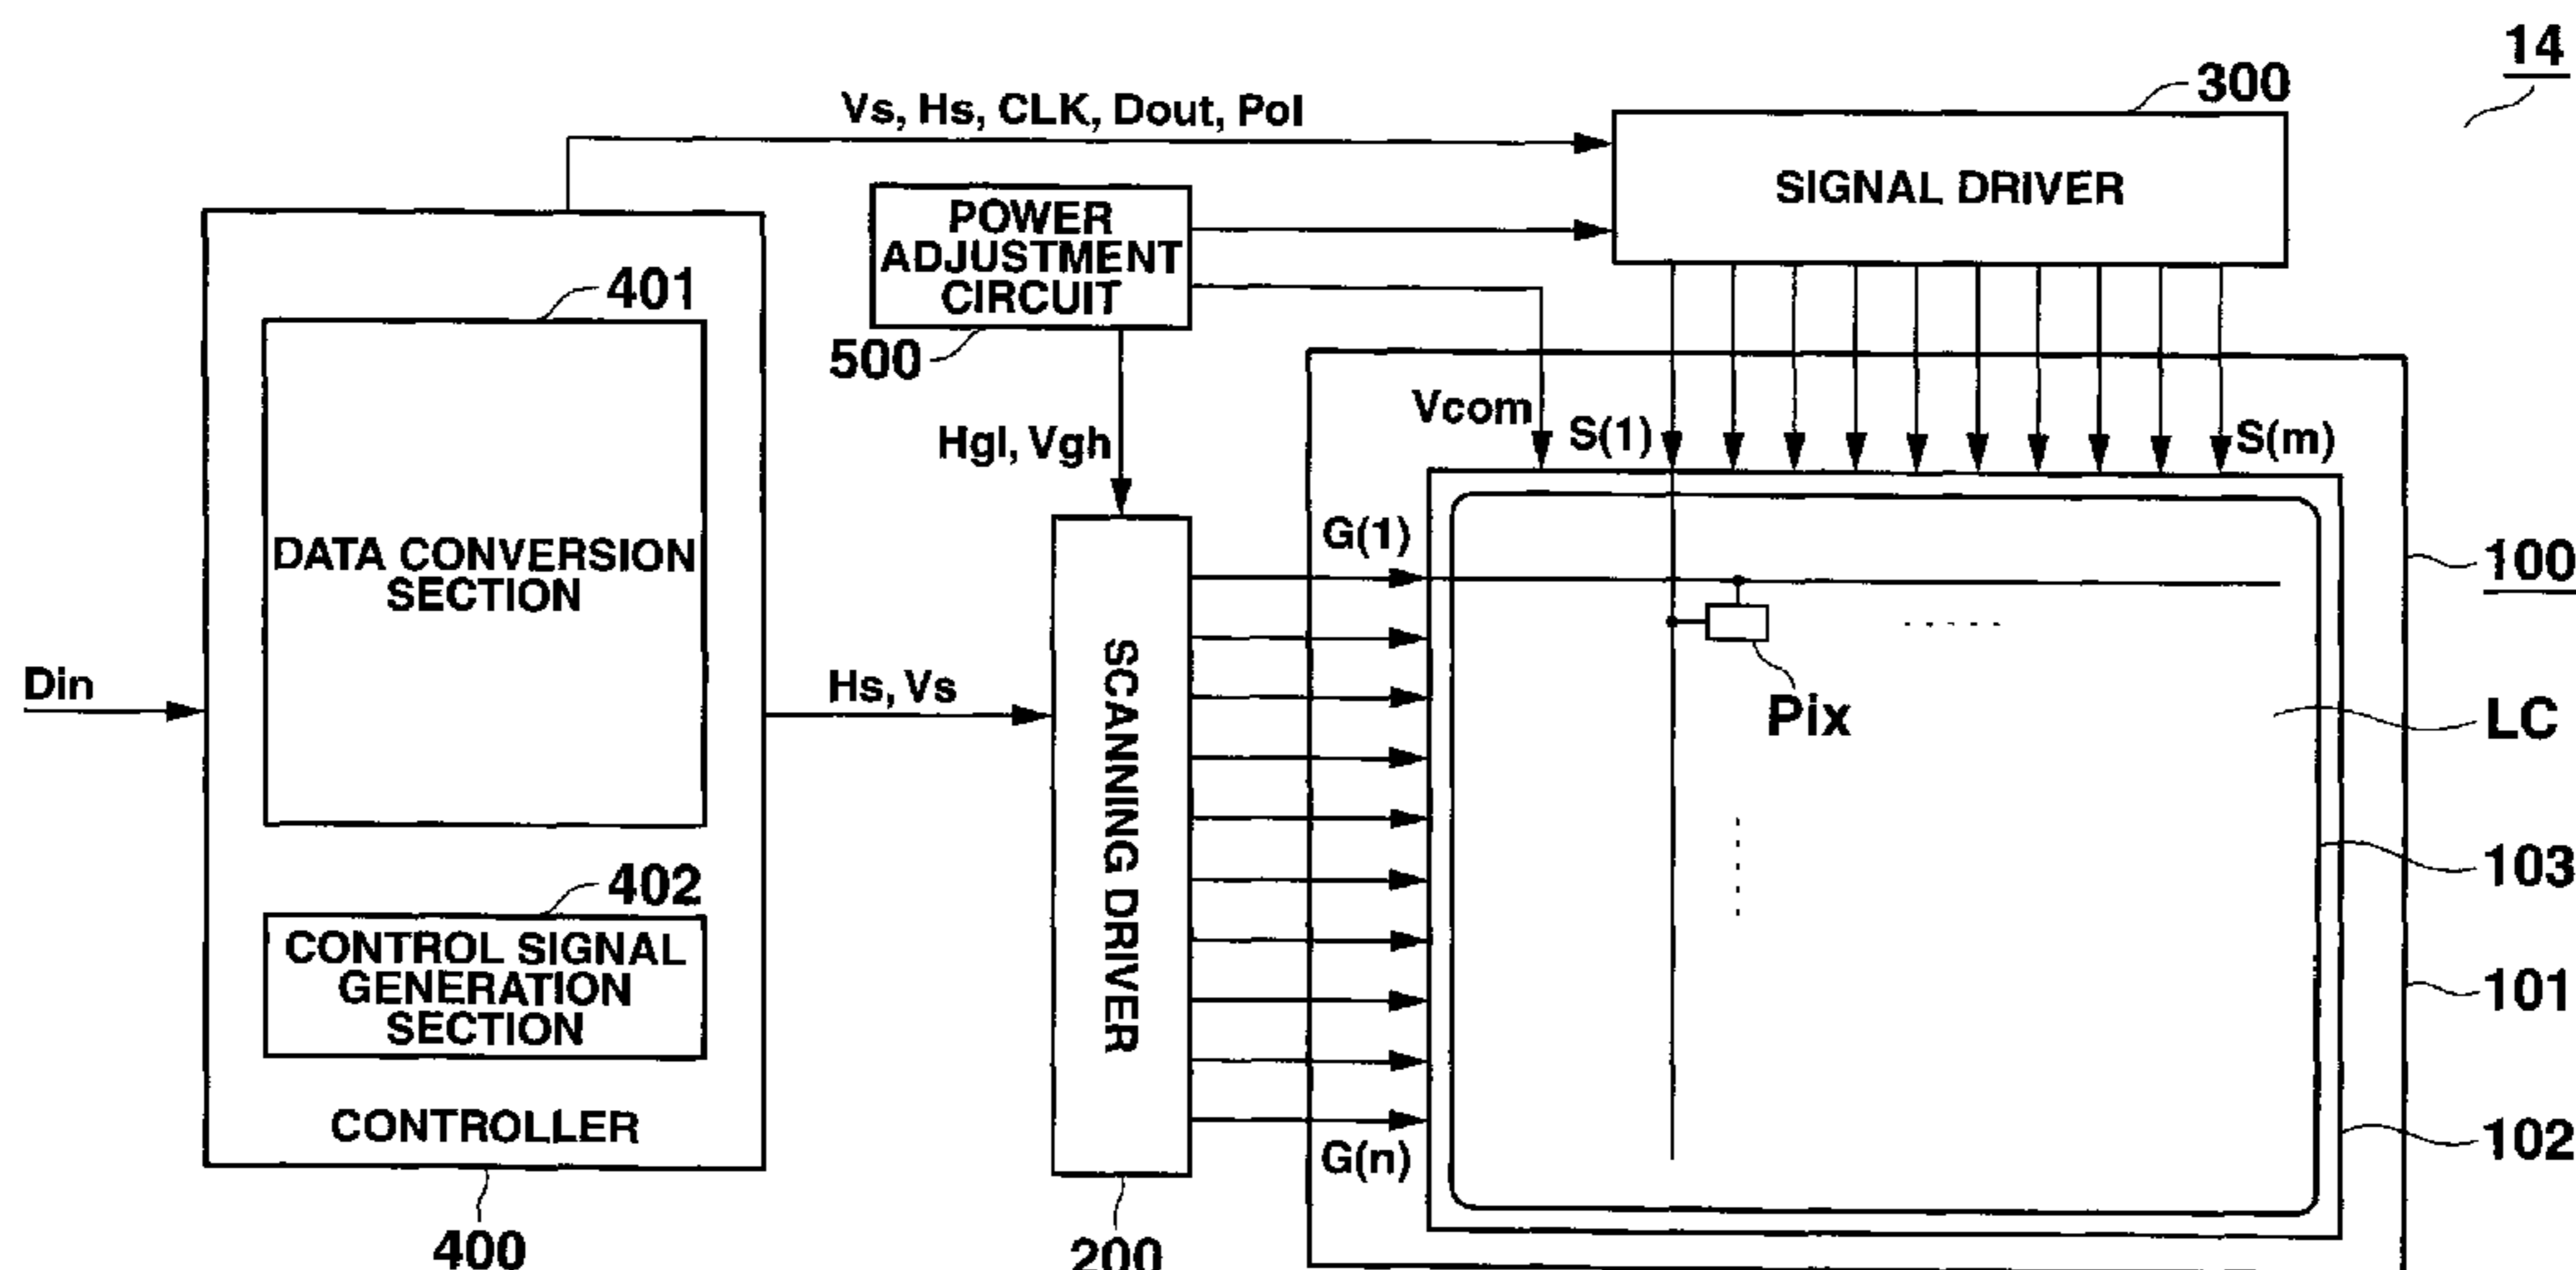 14
300
Vs, Hs, CLK, Dout, Pol
SIGNAL DRIVER
POWER
ADJUSTMENT
CIRCUIT
500
401
DATA CONVERSION
SECTION
Hgl, Vgh
Vcom
S(1)
S(m)
G(1)
100
Pix
LC
Din
Hs, Vs
SCANNING DRIVER
103
402
CONTROL SIGNAL
GENERATION
SECTION
101
CONTROLLER
102
G(n)
400
200